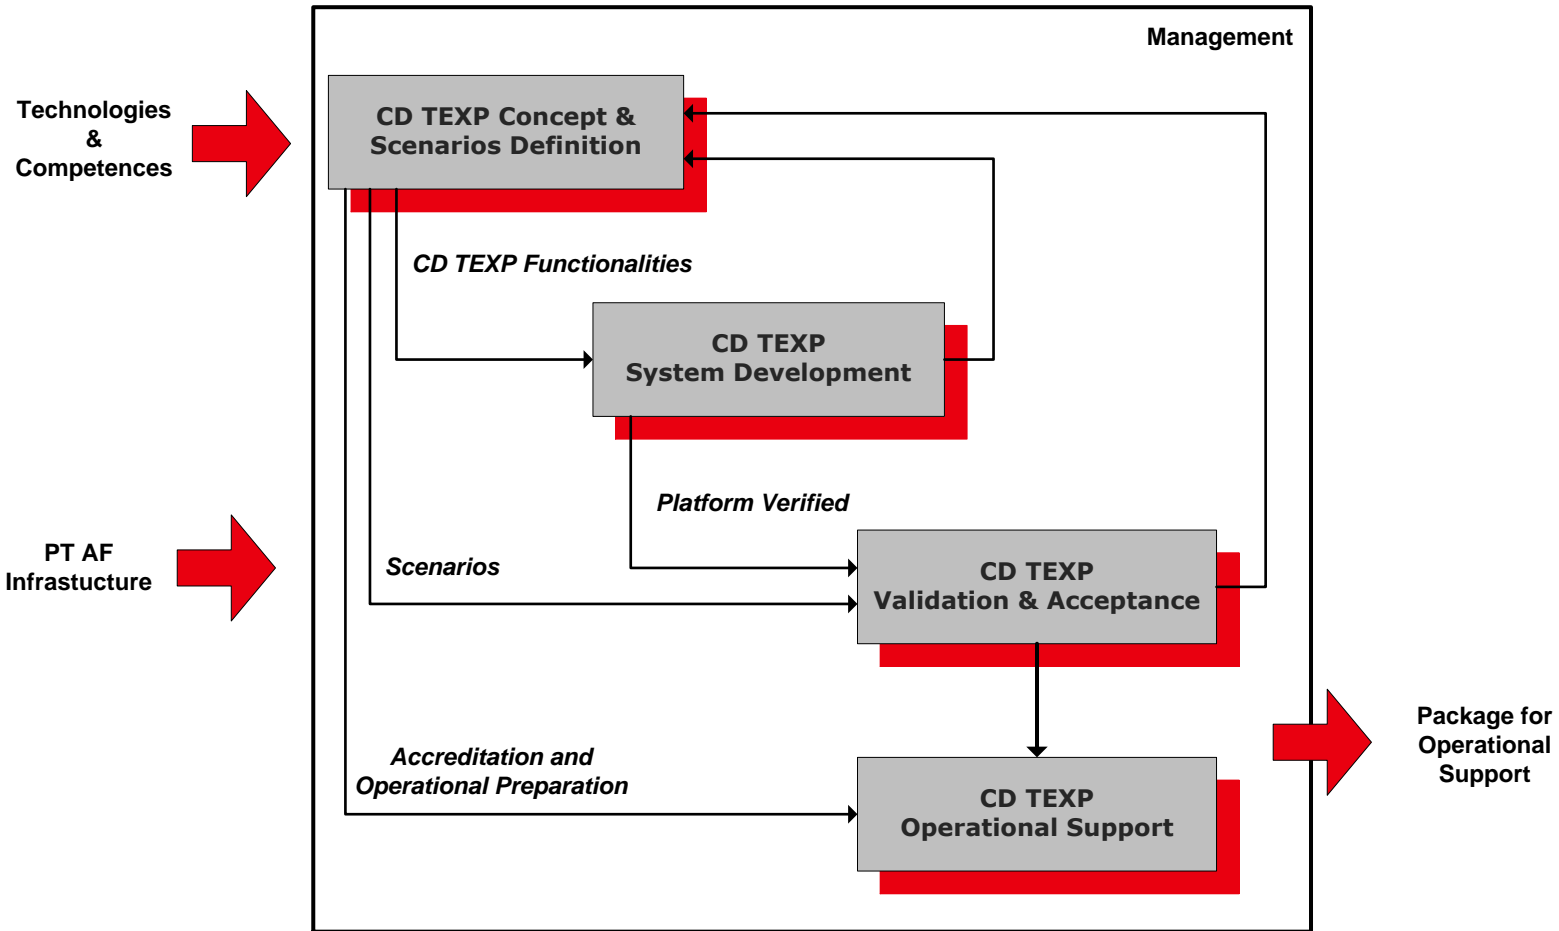 Management
Technologies
&
Competences
CD TEXP Concept &
Scenarios Definition
CD TEXP Functionalities
CD TEXP
System Development
Platform Verified
PT AF
Infrastucture
Scenarios
CD TEXP
Validation & Acceptance
Package for
Operational
Support
Accreditation and
Operational Preparation
CD TEXP
Operational Support